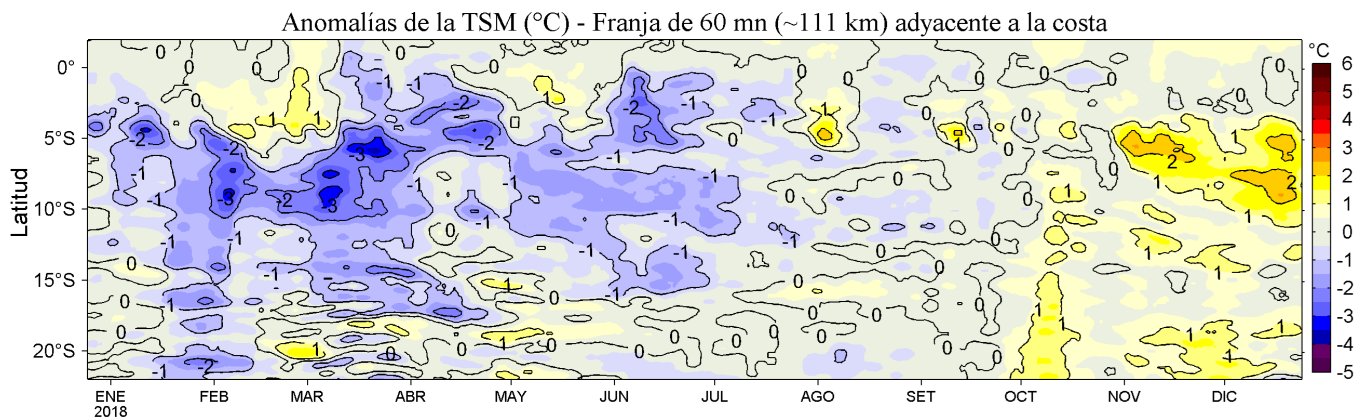 Anomalías de la TSM (°C) - Franja de 60 mn (~111 km) adyacente a la costa
°C
6
5
4
3
2
1
0
-1
-2
-3
-4
-5
Latitud
0°
5°S
10°S
15°S
20°S
ENE FEB MAR ABR MAY JUN JUL AGO SET OCT NOV DIC
2018